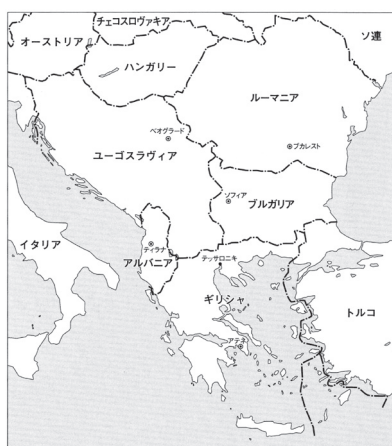 チェコスロヴァキア
オーストリア
ソ連
ハンガリー
ルーマニア
ベオグラード
ブカレスト
ユーゴスラヴィア
ソフィア
ブルガリア
イタリア
ティラナ
アルバニア
テッサロニキ
ギリシャ
トルコ
アテネ